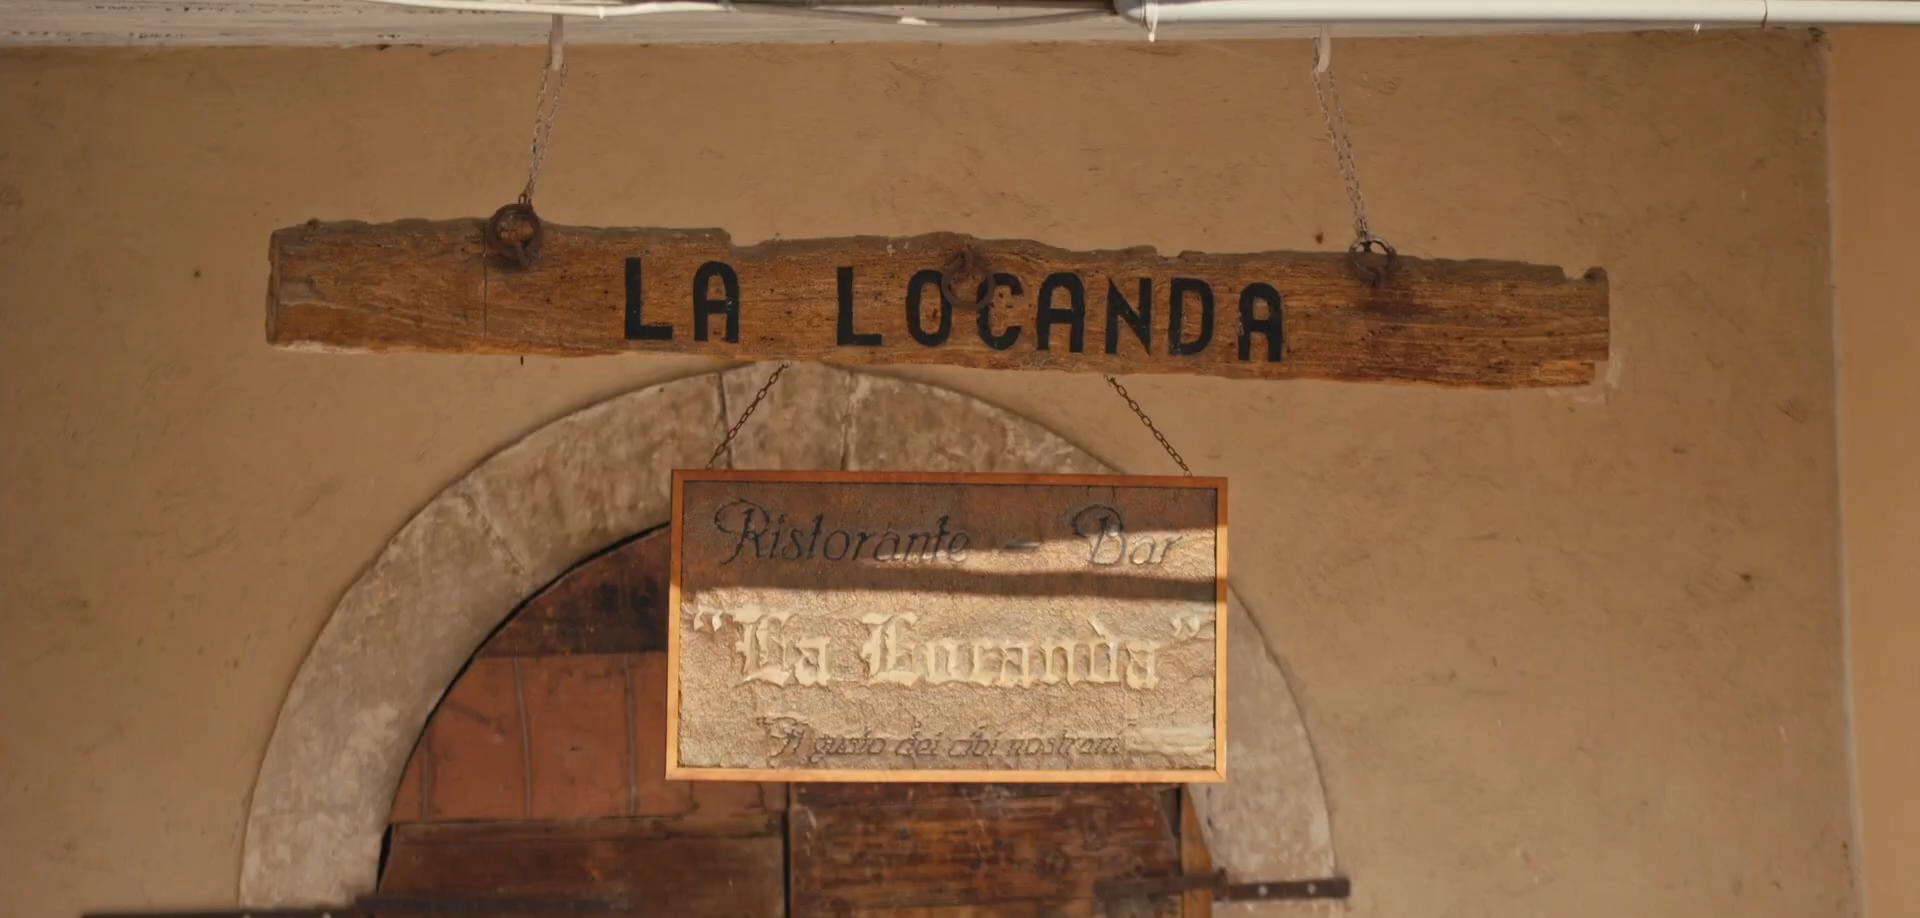 LA LOCANDA
Ristorante - Bar
"La Locanda"
"Il gusto dei cibi nostrani"